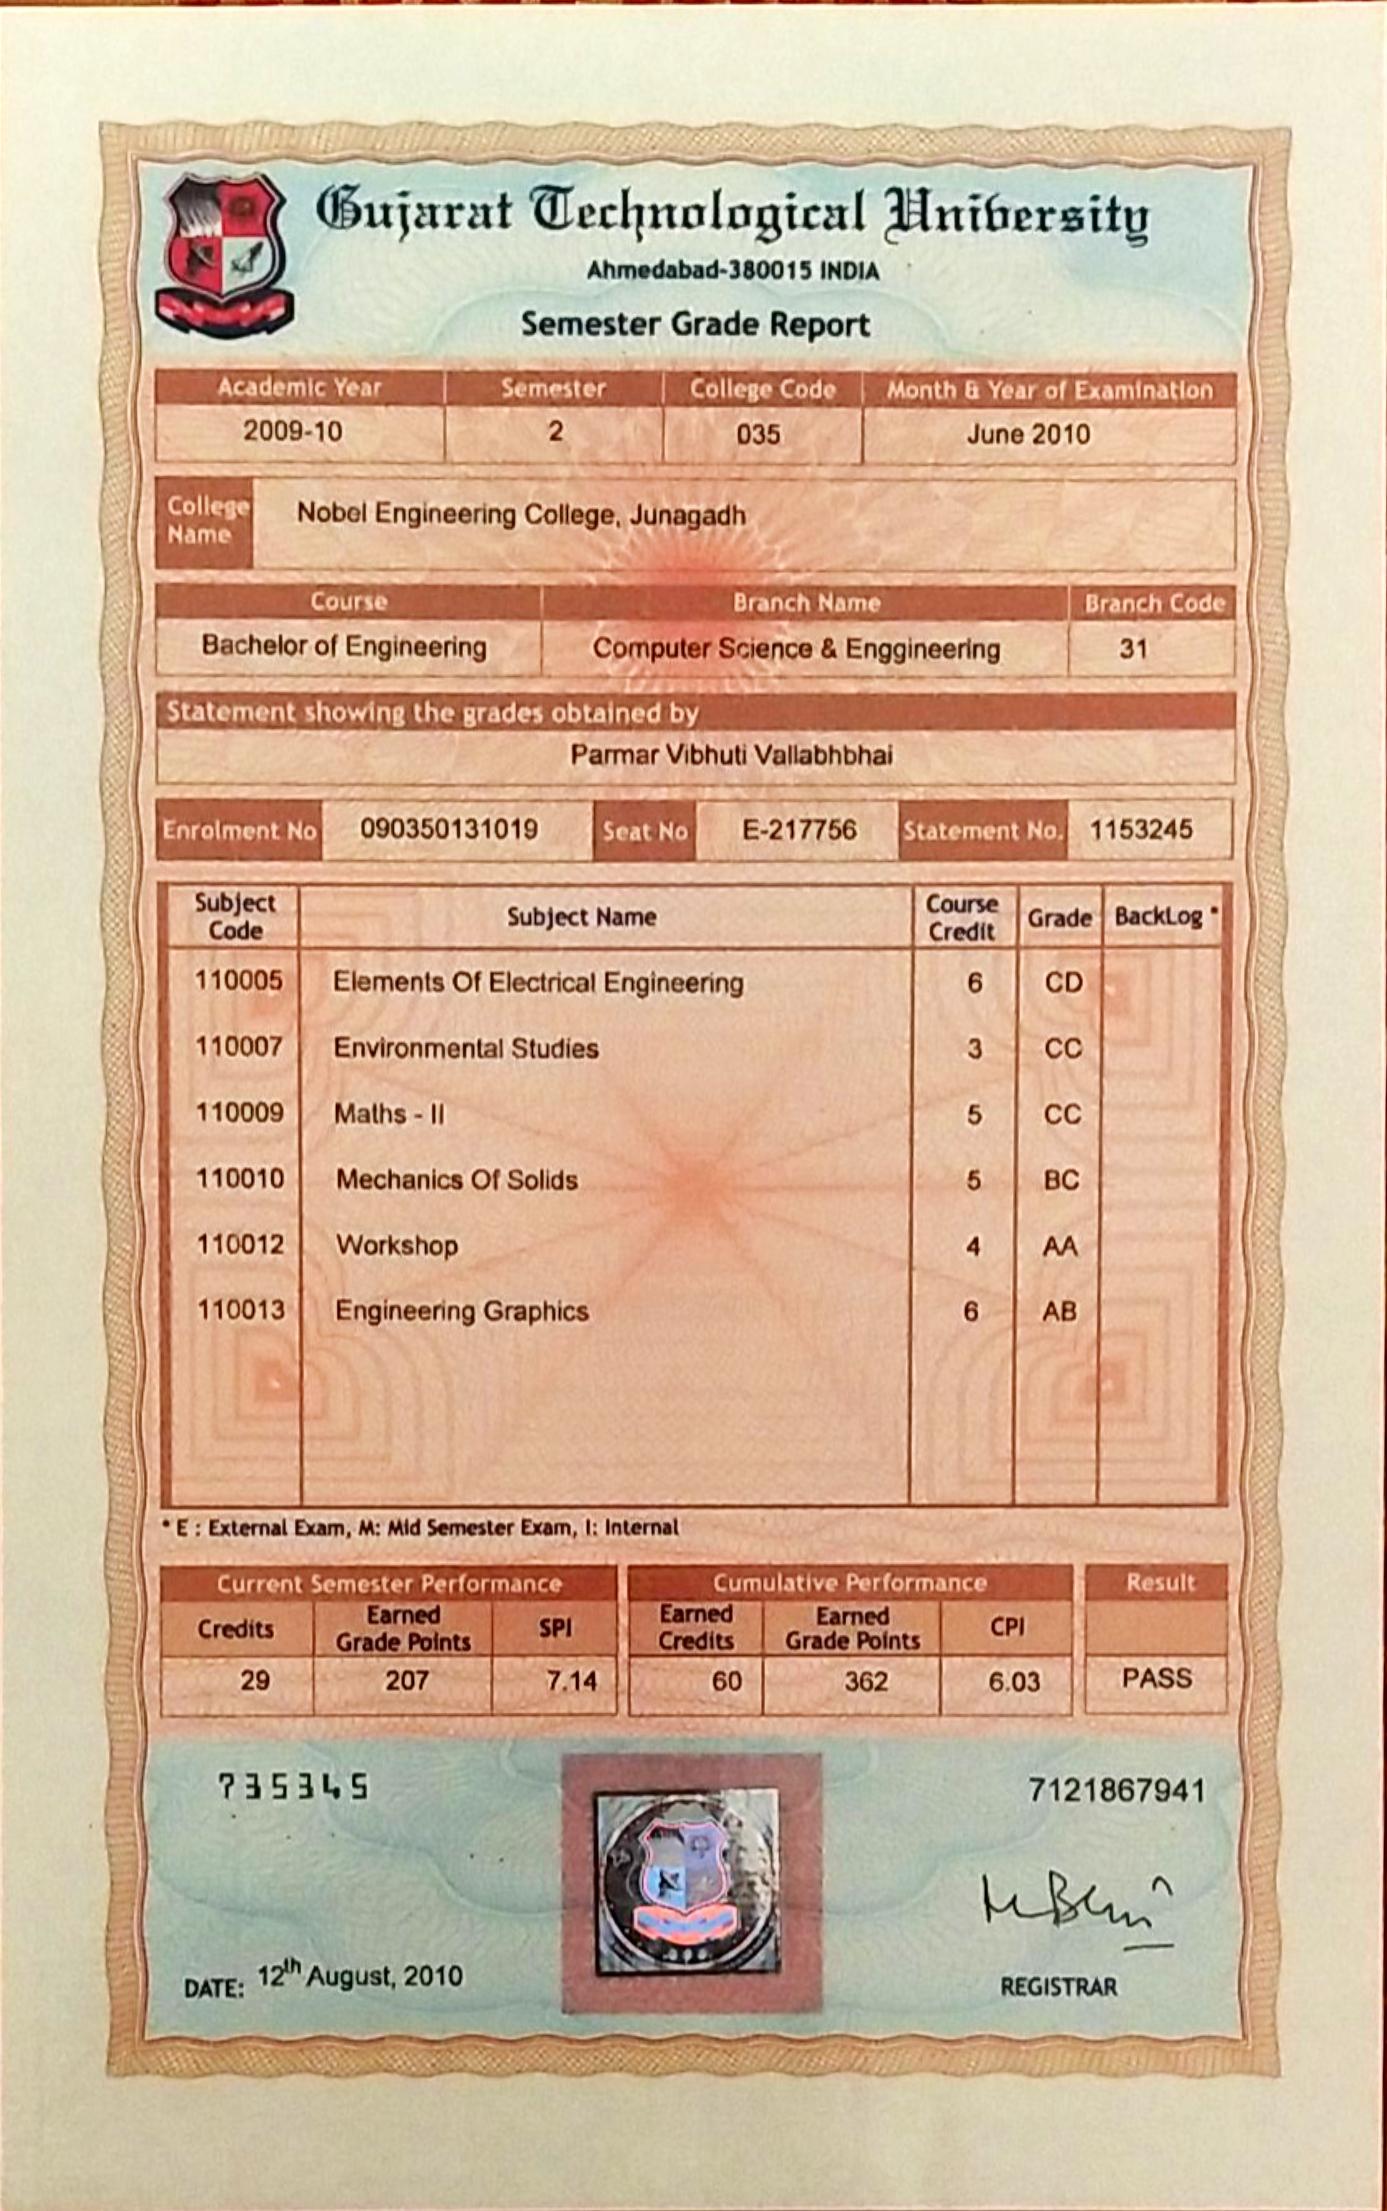 Gujarat Technological University
Ahmedabad-380015 INDIA
Semester Grade Report
Academic Year Semester College Code Month & Year of Examination
2009-10 2 035 June 2010
College Name Nobel Engineering College, Junagadh
Course Branch Name Branch Code
Bachelor of Engineering Computer Science & Enggineering 31
Statement showing the grades obtained by
Parmar Vibhuti Vallabhbhai
Enrolment No 090350131019 Seat No E-217756 Statement No. 1153245
Subject Code Subject Name Course Credit Grade BackLog *
110005 Elements Of Electrical Engineering 6 CD
110007 Environmental Studies 3 CC
110009 Maths - II 5 CC
110010 Mechanics Of Solids 5 BC
110012 Workshop 4 AA
110013 Engineering Graphics 6 AB
* E : External Exam, M: Mid Semester Exam, I: Internal
Current Semester Performance Cumulative Performance Result
Credits Earned Grade Points SPI Earned Credits Earned Grade Points CPI
29 207 7.14 60 362 6.03 PASS
735345 7121867941
DATE: 12th August, 2010 REGISTRAR